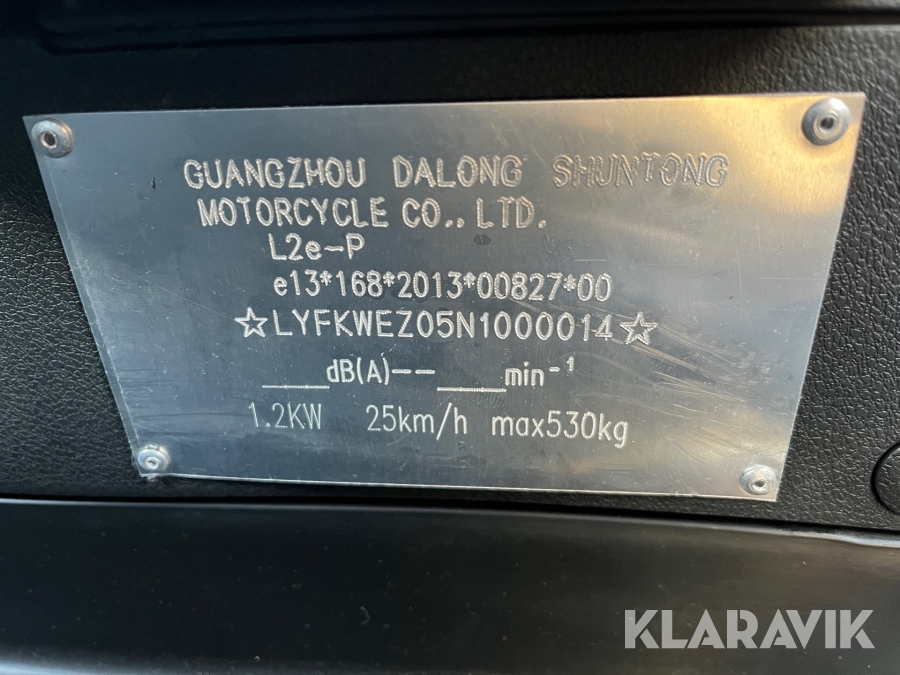 GUANGZHOU DALONG SHUNTONG
MOTORCYCLE CO., LTD.
L2e-P
e13*168*2013*00827*00
☆LYFKWEZ05N1000014☆
____dB(A)--____min-1
1.2KW 25km/h max530kg
KLARAVIK